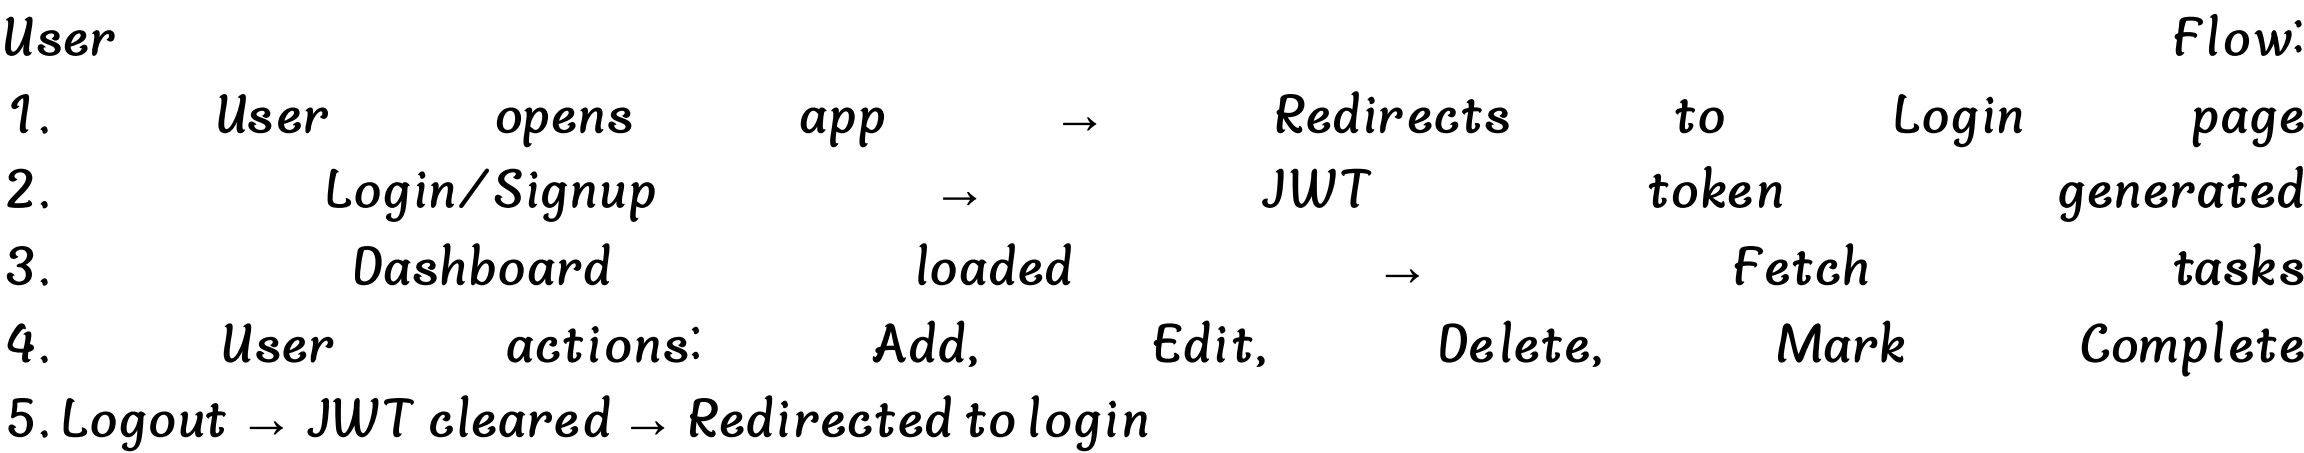 User Flow:
1. User opens app → Redirects to Login page
2. Login/Signup → JWT token generated
3. Dashboard loaded → Fetch tasks
4. User actions: Add, Edit, Delete, Mark Complete
5. Logout → JWT cleared → Redirected to login